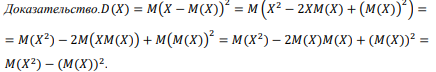 Доказательство.D(X) = M(X − M(X))² = M(X² − 2XM(X) + (M(X))²) =
= M(X²) − 2M(XM(X)) + M(M(X))² = M(X²) − 2M(X)M(X) + (M(X))² =
M(X²) − (M(X))².